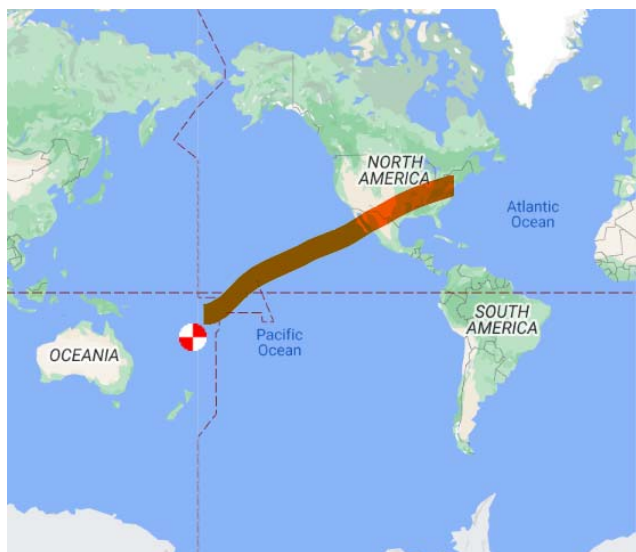 NORTH
AMERICA
Atlantic
Ocean
Pacific
Ocean
SOUTH
AMERICA
OCEANIA